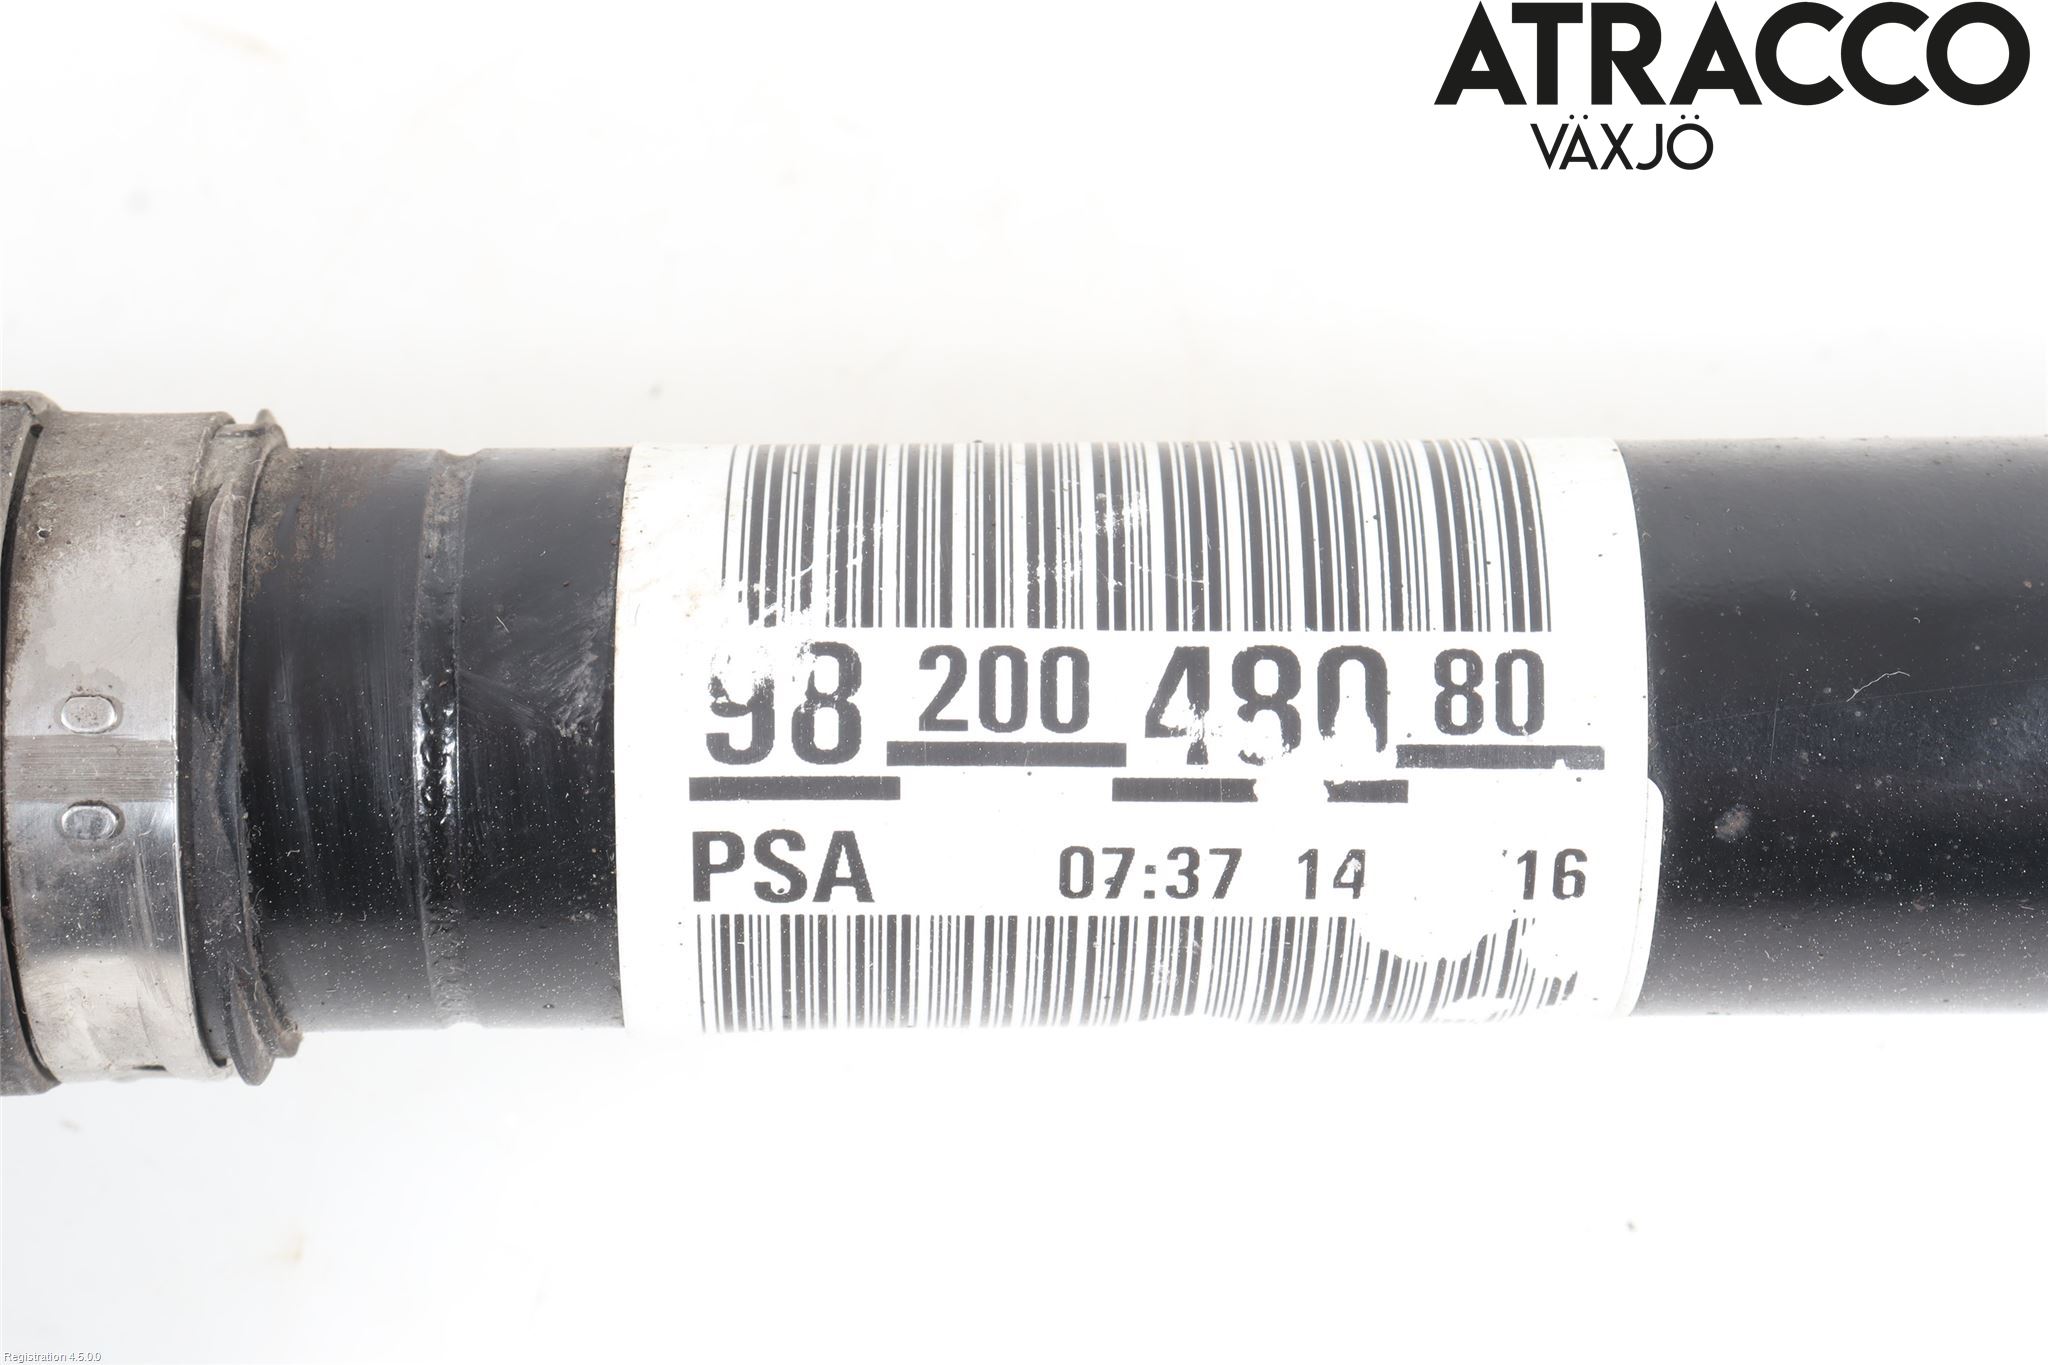 ATRACCO
VÄXJÖ
98 200 480 80
PSA 07:37 14 16
Registration 4.5.0.0